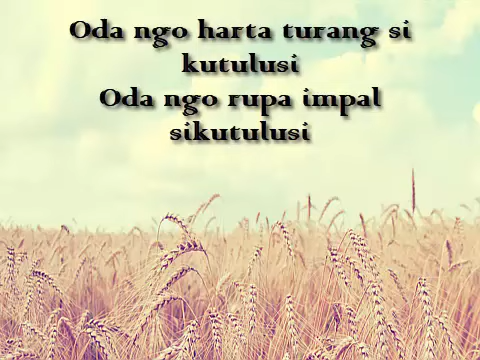 Oda ngo harta turang si
kutulusi
Oda ngo rupa impal
sikutulusi